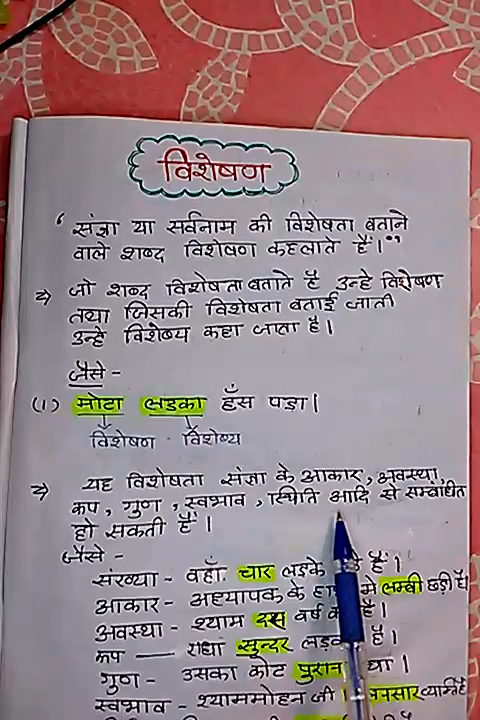 विशेषण
“संज्ञा या सर्वनाम की विशेषता बताने
वाले शब्द विशेषण कहलाते हैं।”
जो शब्द विशेषता बताते है उन्हे विशेषण
तथा जिसकी विशेषता बताई जाती
उन्हे विशेष्य कहा जाता है।
जैसे -
(1) मोटा लड़का हँस पड़ा।
विशेषण विशेष्य
यह विशेषता संज्ञा के आकार, अवस्था,
रूप, गुण, स्वभाव, स्थिति आदि से सम्बंधित
हो सकती हैं।
जैसे -
संख्या - वहाँ चार लड़के हैं।
आकार - अध्यापक के में लम्बी छड़ी है।
अवस्था - श्याम दस वर्ष है।
रूप - राधा सुन्दर है।
गुण - उसका कोट था।
स्वभाव - श्याममोहन जी